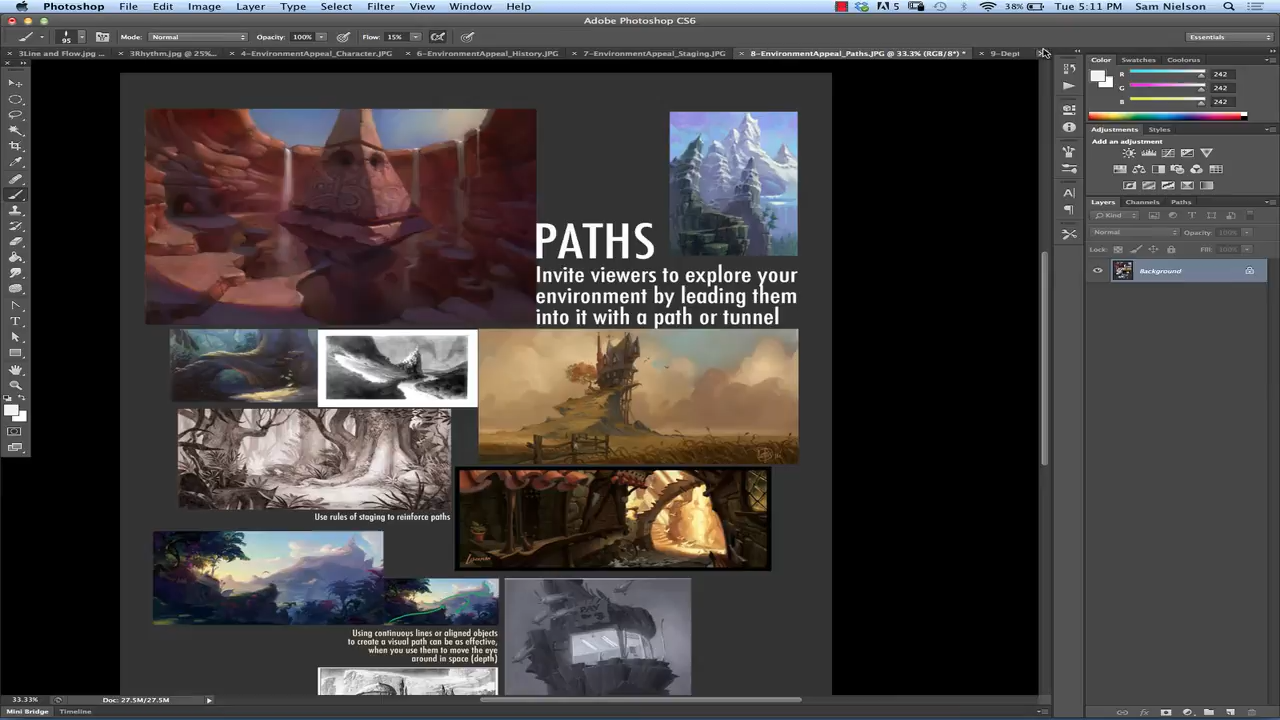 Photoshop File Edit Image Layer Type Select Filter View Window Help 5 38% Tue 5:11 PM Sam Nielson
Adobe Photoshop CS6
95 Mode: Normal Opacity: 100% Flow: 15% Essentials
3Line and Flow.jpg ... 3Rhythm.jpg @ 25%... 4-EnvironmentAppeal_Character.JPG 6-EnvironmentAppeal_History.JPG 7-EnvironmentAppeal_Staging.JPG 8-EnvironmentAppeal_Paths.JPG @ 33.3% (RGB/8*) * 9-Dept
Color Swatches Coolorus
R 242
G 242
B 242
Adjustments Styles
Add an adjustment
Layers Channels Paths
Kind
Normal Opacity: 100%
Lock: Fill: 100%
Background
PATHS
Invite viewers to explore your
environment by leading them
into it with a path or tunnel
Use rules of staging to reinforce paths
Using continuous lines or aligned objects
to create a visual path can be as effective,
when you use them to move the eye
around in space (depth)
33.33% Doc: 27.5M/27.5M
Mini Bridge Timeline